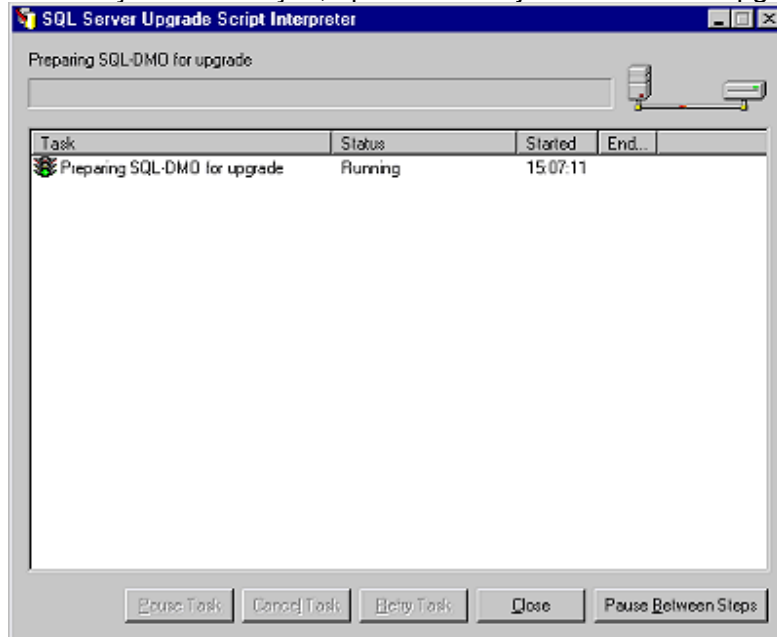 SQL Server Upgrade Script Interpreter
Preparing SQL-DMO for upgrade
Task Status Started End...
Preparing SQL-DMO for upgrade Running 15:07:11
Pause Task Cancel Task Retry Task Close Pause Between Steps